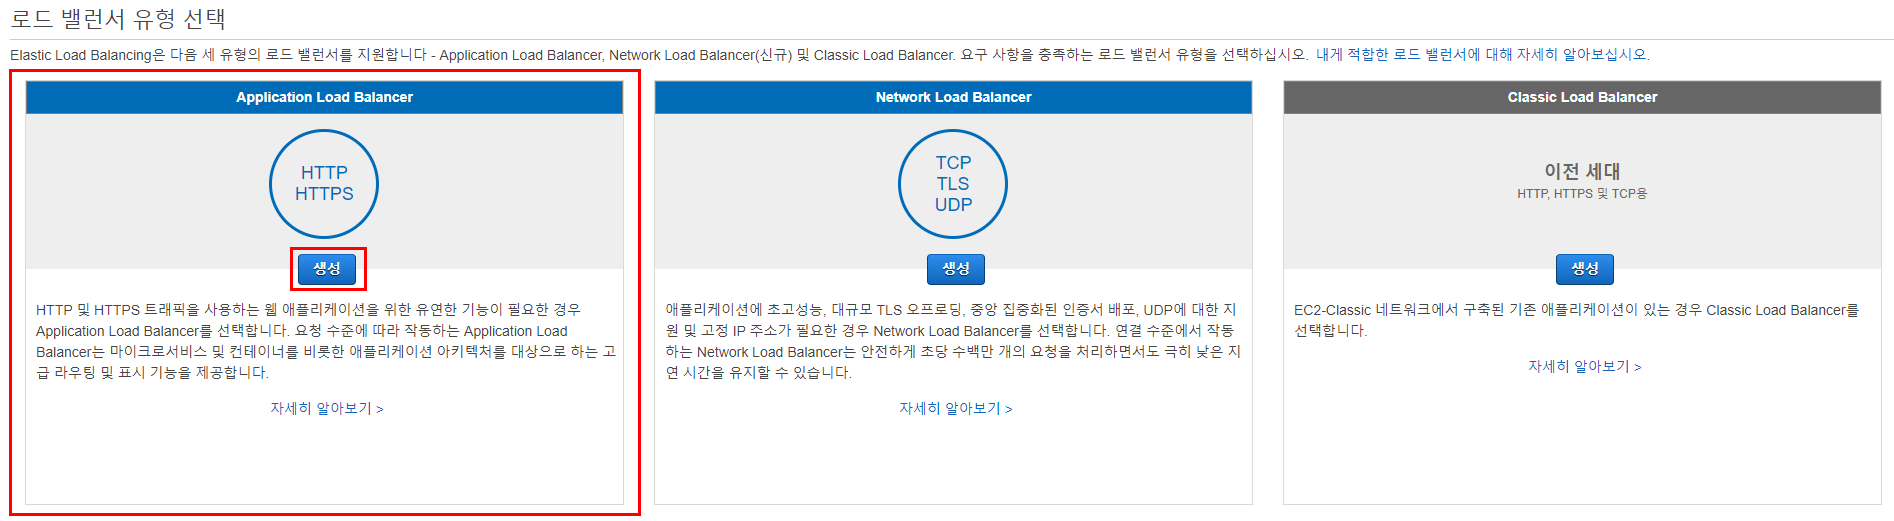 로드 밸런서 유형 선택
Elastic Load Balancing은 다음 세 유형의 로드 밸런서를 지원합니다 - Application Load Balancer, Network Load Balancer(신규) 및 Classic Load Balancer. 요구 사항을 충족하는 로드 밸런서 유형을 선택하십시오. 내게 적합한 로드 밸런서에 대해 자세히 알아보십시오.
Application Load Balancer
HTTP
HTTPS
생성
HTTP 및 HTTPS 트래픽을 사용하는 웹 애플리케이션을 위한 유연한 기능이 필요한 경우
Application Load Balancer를 선택합니다. 요청 수준에 따라 작동하는 Application Load
Balancer는 마이크로서비스 및 컨테이너를 비롯한 애플리케이션 아키텍처를 대상으로 하는 고
급 라우팅 및 표시 기능을 제공합니다.
자세히 알아보기 >
Network Load Balancer
TCP
TLS
UDP
생성
애플리케이션에 초고성능, 대규모 TLS 오프로딩, 중앙 집중화된 인증서 배포, UDP에 대한 지
원 및 고정 IP 주소가 필요한 경우 Network Load Balancer를 선택합니다. 연결 수준에서 작동
하는 Network Load Balancer는 안전하게 초당 수백만 개의 요청을 처리하면서도 극히 낮은 지
연 시간을 유지할 수 있습니다.
자세히 알아보기 >
Classic Load Balancer
이전 세대
HTTP, HTTPS 및 TCP용
생성
EC2-Classic 네트워크에서 구축된 기존 애플리케이션이 있는 경우 Classic Load Balancer를
선택합니다.
자세히 알아보기 >